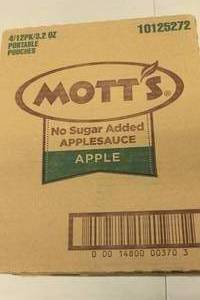 4/12PK/3.2 OZ
PORTABLE
POUCHES
10125272
MOTT'S®
No Sugar Added
APPLESAUCE
APPLE
0 00 14800 00370 3